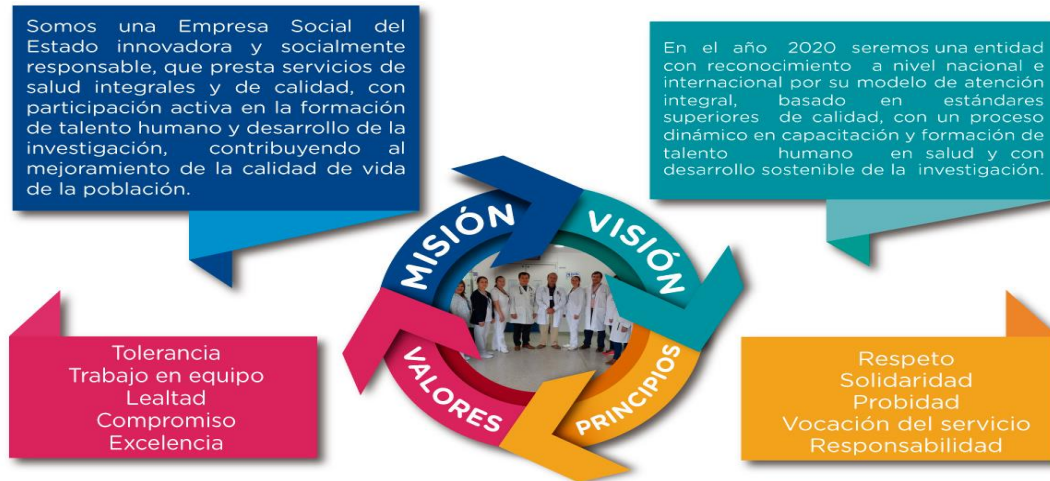 Somos una Empresa Social del
Estado innovadora y socialmente
responsable, que presta servicios de
salud integrales y de calidad, con
participación activa en la formación
de talento humano y desarrollo de la
investigación, contribuyendo al
mejoramiento de la calidad de vida
de la población.
En el año 2020 seremos una entidad
con reconocimiento a nivel nacional e
internacional por su modelo de atención
integral, basado en estándares
superiores de calidad, con un proceso
dinámico en capacitación y formación de
talento humano en salud y con
desarrollo sostenible de la investigación.
MISIÓN
VISIÓN
VALORES
PRINCIPIOS
Tolerancia
Trabajo en equipo
Lealtad
Compromiso
Excelencia
Respeto
Solidaridad
Probidad
Vocación del servicio
Responsabilidad